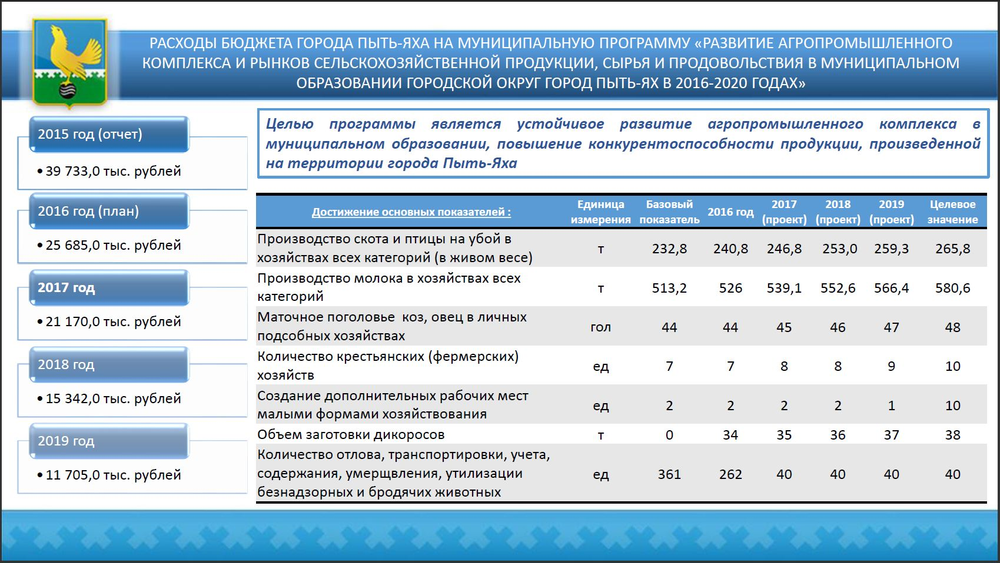 РАСХОДЫ БЮДЖЕТА ГОРОДА ПЫТЬ-ЯХА НА МУНИЦИПАЛЬНУЮ ПРОГРАММУ «РАЗВИТИЕ АГРОПРОМЫШЛЕННОГО
КОМПЛЕКСА И РЫНКОВ СЕЛЬСКОХОЗЯЙСТВЕННОЙ ПРОДУКЦИИ, СЫРЬЯ И ПРОДОВОЛЬСТВИЯ В МУНИЦИПАЛЬНОМ
ОБРАЗОВАНИИ ГОРОДСКОЙ ОКРУГ ГОРОД ПЫТЬ-ЯХ В 2016-2020 ГОДАХ»
2015 год (отчет)
• 39 733,0 тыс. рублей
2016 год (план)
• 25 685,0 тыс. рублей
2017 год
• 21 170,0 тыс. рублей
2018 год
• 15 342,0 тыс. рублей
2019 год
• 11 705,0 тыс. рублей
Целью программы является устойчивое развитие агропромышленного комплекса в
муниципальном образовании, повышение конкурентоспособности продукции, произведенной
на территории города Пыть-Яха
Достижение основных показателей : Единица измерения Базовый показатель 2016 год 2017 (проект) 2018 (проект) 2019 (проект) Целевое значение
Производство скота и птицы на убой в
хозяйствах всех категорий (в живом весе) т 232,8 240,8 246,8 253,0 259,3 265,8
Производство молока в хозяйствах всех
категорий т 513,2 526 539,1 552,6 566,4 580,6
Маточное поголовье коз, овец в личных
подсобных хозяйствах гол 44 44 45 46 47 48
Количество крестьянских (фермерских)
хозяйств ед 7 7 8 8 9 10
Создание дополнительных рабочих мест
малыми формами хозяйствования ед 2 2 2 2 1 10
Объем заготовки дикоросов т 0 34 35 36 37 38
Количество отлова, транспортировки, учета,
содержания, умерщвления, утилизации ед 361 262 40 40 40 40
безнадзорных и бродячих животных